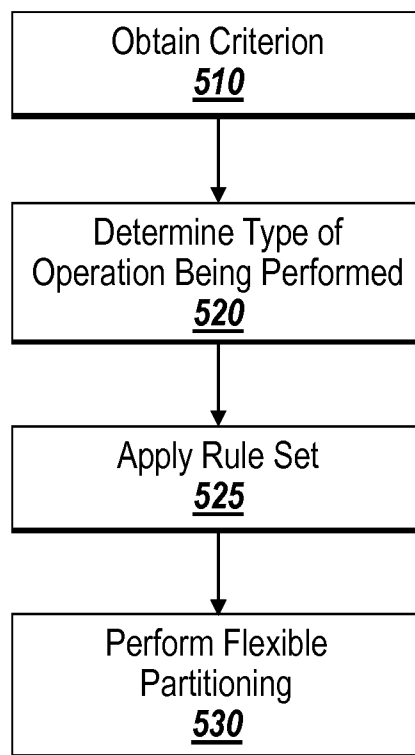 Obtain Criterion
510
Determine Type of
Operation Being Performed
520
Apply Rule Set
525
Perform Flexible
Partitioning
530